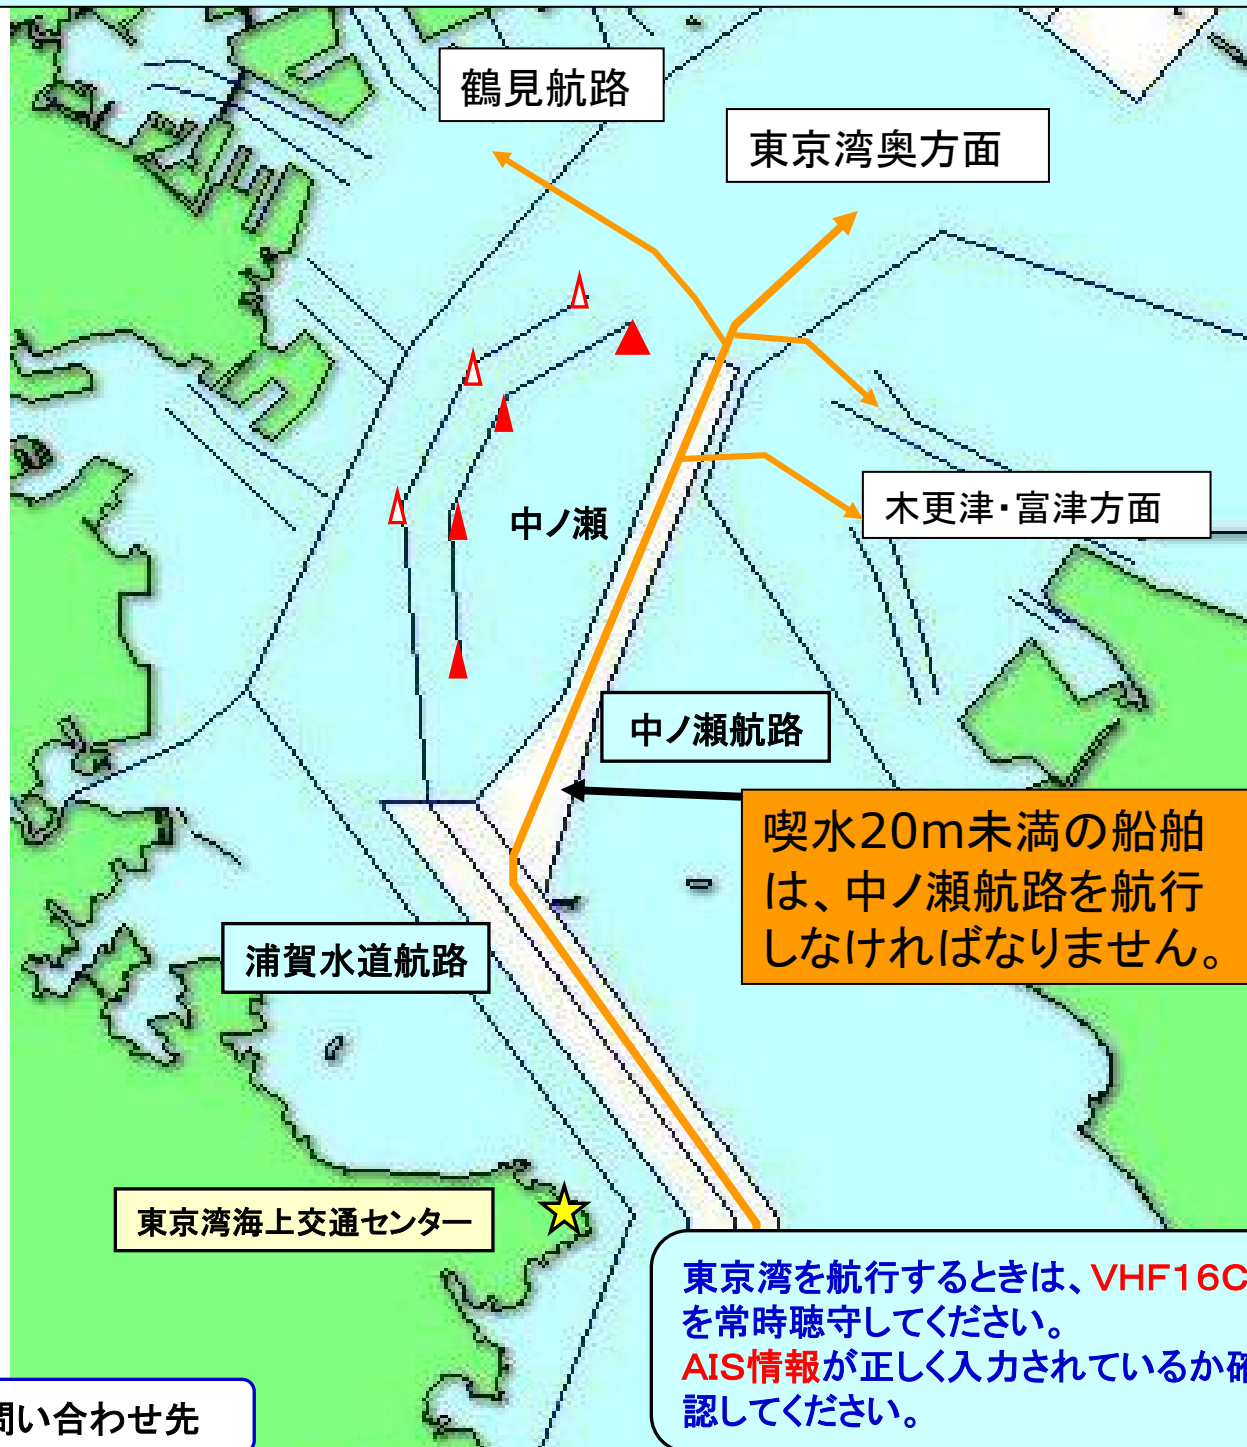 鶴見航路
東京湾奥方面
木更津・富津方面
中ノ瀬
中ノ瀬航路
喫水20m未満の船舶
は、中ノ瀬航路を航行
しなければなりません。
浦賀水道航路
東京湾海上交通センター
東京湾を航行するときは、VHF16C
を常時聴守してください。
AIS情報が正しく入力されているか確
認してください。
問い合わせ先